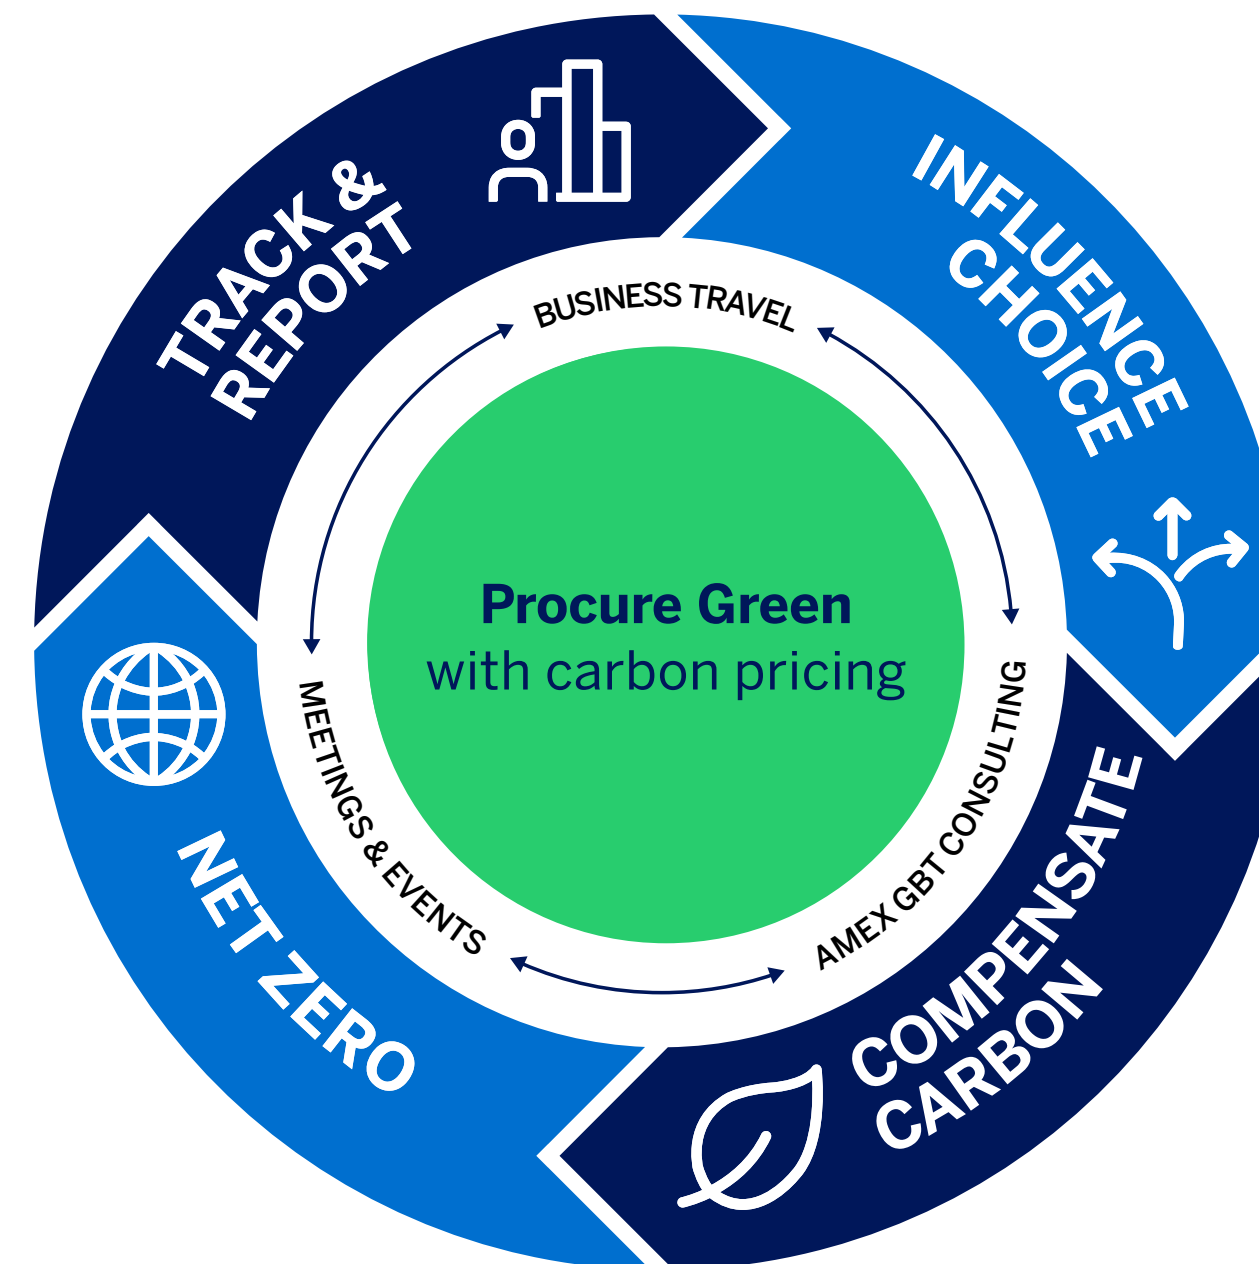 TRACK &
REPORT
INFLUENCE
CHOICE
BUSINESS TRAVEL
Procure Green
with carbon pricing
MEETINGS & EVENTS
AMEX GBT CONSULTING
COMPENSATE
CARBON
NET ZERO